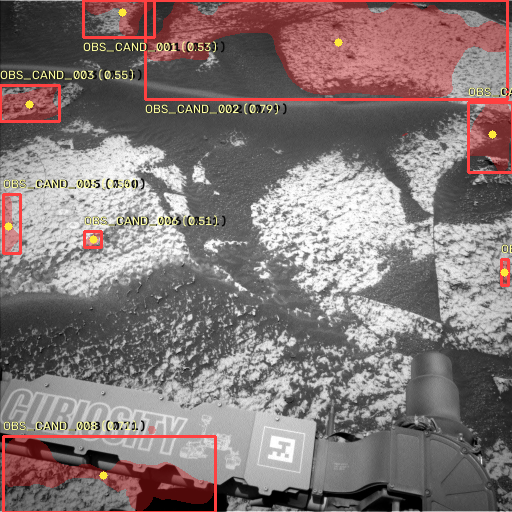 OBS_CAND_001(0.53)
OBS_CAND_003(0.55)
OBS_CAND_002(0.79)
OBS_CAND_006(0.51)
OBS_CAND_008(0.71)
CURIOSITY